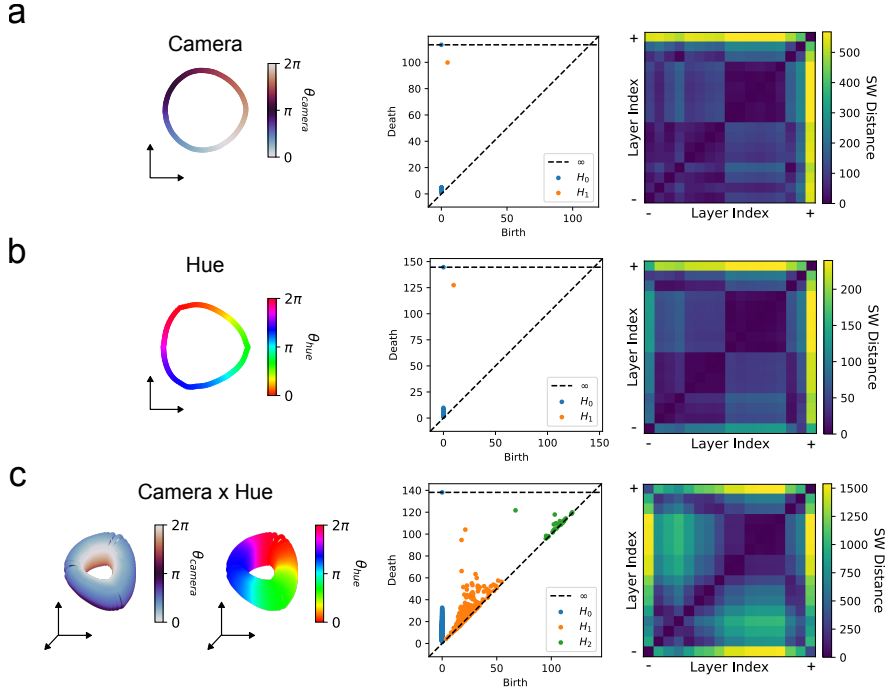 a
Camera
2π
π
0
θcamera
100
80
60
40
20
0
Death
0
50
100
Birth
∞
H0
H1
+
-
Layer Index
-
Layer Index
+
500
400
300
200
100
0
SW Distance
b
Hue
2π
π
0
θhue
150
125
100
75
50
25
0
Death
0
50
100
150
Birth
∞
H0
H1
+
-
Layer Index
-
Layer Index
+
200
150
100
50
0
SW Distance
c
Camera x Hue
2π
π
0
θcamera
2π
π
0
θhue
140
120
100
80
60
40
20
0
Death
0
50
100
Birth
∞
H0
H1
H2
+
-
Layer Index
-
Layer Index
+
1500
1250
1000
750
500
250
0
SW Distance